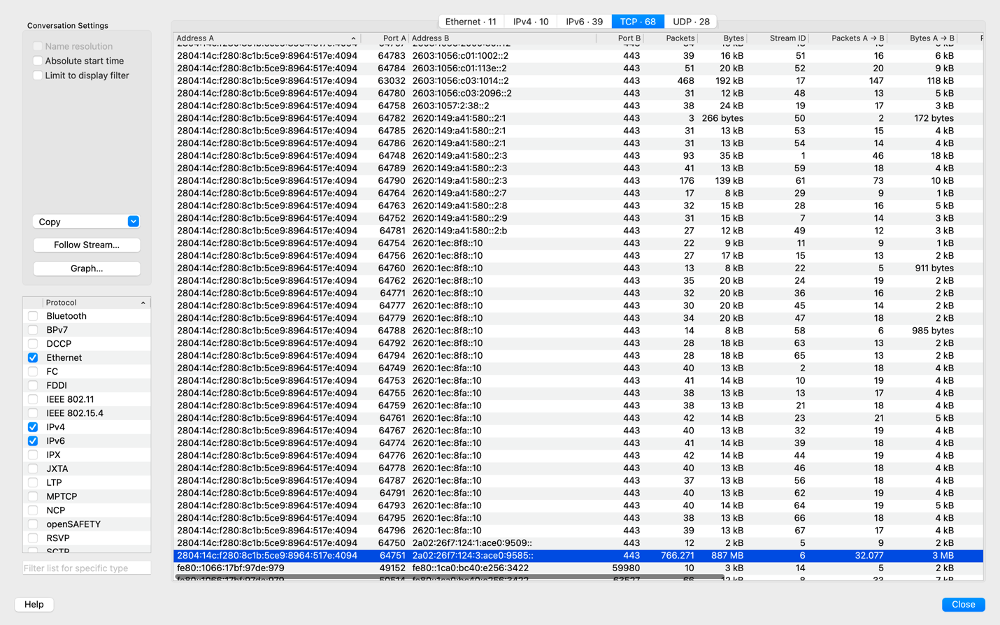 Conversation Settings
Name resolution
Absolute start time
Limit to display filter
Copy
Follow Stream...
Graph...
Protocol
Bluetooth
BPv7
DCCP
Ethernet
FC
FDDI
IEEE 802.11
IEEE 802.15.4
IPv4
IPv6
IPX
JXTA
LTP
MPTCP
NCP
openSAFETY
RSVP
SCTP
Filter list for specific type
Ethernet · 11 IPv4 · 10 IPv6 · 39 TCP · 68 UDP · 28
Address A Port A Address B Port B Packets Bytes Stream ID Packets A → B Bytes A → B
2804:14c:f280:8c1b:5ce9:8964:517e:4094 64783 2603:1056:c01:1002::2 443 39 16 kB 51 16 6 kB
2804:14c:f280:8c1b:5ce9:8964:517e:4094 64784 2603:1056:c01:113e::2 443 51 20 kB 52 20 9 kB
2804:14c:f280:8c1b:5ce9:8964:517e:4094 63032 2603:1056:c03:1014::2 443 468 192 kB 17 147 118 kB
2804:14c:f280:8c1b:5ce9:8964:517e:4094 64780 2603:1056:c03:2096::2 443 31 12 kB 48 13 5 kB
2804:14c:f280:8c1b:5ce9:8964:517e:4094 64758 2603:1057:2:38::2 443 38 24 kB 19 17 3 kB
2804:14c:f280:8c1b:5ce9:8964:517e:4094 64782 2620:149:a41:580::2:1 443 3 266 bytes 50 2 172 bytes
2804:14c:f280:8c1b:5ce9:8964:517e:4094 64785 2620:149:a41:580::2:1 443 31 13 kB 53 15 4 kB
2804:14c:f280:8c1b:5ce9:8964:517e:4094 64786 2620:149:a41:580::2:1 443 31 13 kB 54 14 4 kB
2804:14c:f280:8c1b:5ce9:8964:517e:4094 64748 2620:149:a41:580::2:3 443 93 35 kB 1 46 18 kB
2804:14c:f280:8c1b:5ce9:8964:517e:4094 64789 2620:149:a41:580::2:3 443 41 13 kB 59 18 4 kB
2804:14c:f280:8c1b:5ce9:8964:517e:4094 64790 2620:149:a41:580::2:3 443 176 139 kB 61 73 10 kB
2804:14c:f280:8c1b:5ce9:8964:517e:4094 64764 2620:149:a41:580::2:7 443 17 8 kB 29 9 1 kB
2804:14c:f280:8c1b:5ce9:8964:517e:4094 64763 2620:149:a41:580::2:8 443 32 15 kB 28 16 5 kB
2804:14c:f280:8c1b:5ce9:8964:517e:4094 64752 2620:149:a41:580::2:9 443 31 15 kB 7 14 3 kB
2804:14c:f280:8c1b:5ce9:8964:517e:4094 64781 2620:149:a41:580::2:b 443 27 12 kB 49 12 3 kB
2804:14c:f280:8c1b:5ce9:8964:517e:4094 64754 2620:1ec:8f8::10 443 22 9 kB 11 9 1 kB
2804:14c:f280:8c1b:5ce9:8964:517e:4094 64756 2620:1ec:8f8::10 443 27 17 kB 15 13 2 kB
2804:14c:f280:8c1b:5ce9:8964:517e:4094 64760 2620:1ec:8f8::10 443 13 8 kB 22 5 911 bytes
2804:14c:f280:8c1b:5ce9:8964:517e:4094 64762 2620:1ec:8f8::10 443 35 20 kB 24 19 2 kB
2804:14c:f280:8c1b:5ce9:8964:517e:4094 64771 2620:1ec:8f8::10 443 32 20 kB 36 16 2 kB
2804:14c:f280:8c1b:5ce9:8964:517e:4094 64777 2620:1ec:8f8::10 443 30 20 kB 45 14 2 kB
2804:14c:f280:8c1b:5ce9:8964:517e:4094 64779 2620:1ec:8f8::10 443 34 20 kB 47 18 2 kB
2804:14c:f280:8c1b:5ce9:8964:517e:4094 64788 2620:1ec:8f8::10 443 14 8 kB 58 6 985 bytes
2804:14c:f280:8c1b:5ce9:8964:517e:4094 64792 2620:1ec:8f8::10 443 28 18 kB 63 13 2 kB
2804:14c:f280:8c1b:5ce9:8964:517e:4094 64794 2620:1ec:8f8::10 443 28 18 kB 65 13 2 kB
2804:14c:f280:8c1b:5ce9:8964:517e:4094 64749 2620:1ec:8fa::10 443 40 13 kB 2 18 4 kB
2804:14c:f280:8c1b:5ce9:8964:517e:4094 64753 2620:1ec:8fa::10 443 41 14 kB 10 19 4 kB
2804:14c:f280:8c1b:5ce9:8964:517e:4094 64755 2620:1ec:8fa::10 443 38 13 kB 13 17 4 kB
2804:14c:f280:8c1b:5ce9:8964:517e:4094 64759 2620:1ec:8fa::10 443 38 13 kB 21 18 4 kB
2804:14c:f280:8c1b:5ce9:8964:517e:4094 64761 2620:1ec:8fa::10 443 42 14 kB 23 21 5 kB
2804:14c:f280:8c1b:5ce9:8964:517e:4094 64767 2620:1ec:8fa::10 443 40 13 kB 32 19 4 kB
2804:14c:f280:8c1b:5ce9:8964:517e:4094 64774 2620:1ec:8fa::10 443 41 14 kB 39 18 4 kB
2804:14c:f280:8c1b:5ce9:8964:517e:4094 64776 2620:1ec:8fa::10 443 42 14 kB 44 19 4 kB
2804:14c:f280:8c1b:5ce9:8964:517e:4094 64778 2620:1ec:8fa::10 443 40 13 kB 46 18 4 kB
2804:14c:f280:8c1b:5ce9:8964:517e:4094 64787 2620:1ec:8fa::10 443 37 13 kB 56 18 4 kB
2804:14c:f280:8c1b:5ce9:8964:517e:4094 64791 2620:1ec:8fa::10 443 40 13 kB 62 19 4 kB
2804:14c:f280:8c1b:5ce9:8964:517e:4094 64793 2620:1ec:8fa::10 443 40 14 kB 64 19 5 kB
2804:14c:f280:8c1b:5ce9:8964:517e:4094 64795 2620:1ec:8fa::10 443 38 13 kB 66 18 4 kB
2804:14c:f280:8c1b:5ce9:8964:517e:4094 64796 2620:1ec:8fa::10 443 39 13 kB 67 17 4 kB
2804:14c:f280:8c1b:5ce9:8964:517e:4094 64750 2a02:26f7:124:1:ace0:9509:: 443 12 2 kB 5 9 2 kB
2804:14c:f280:8c1b:5ce9:8964:517e:4094 64751 2a02:26f7:124:3:ace0:9585:: 443 766.271 887 MB 6 32.077 3 MB
fe80::1066:17bf:97de:979 49152 fe80::1ca0:bc40:e256:3422 59980 10 3 kB 14 5 2 kB
Help
Close